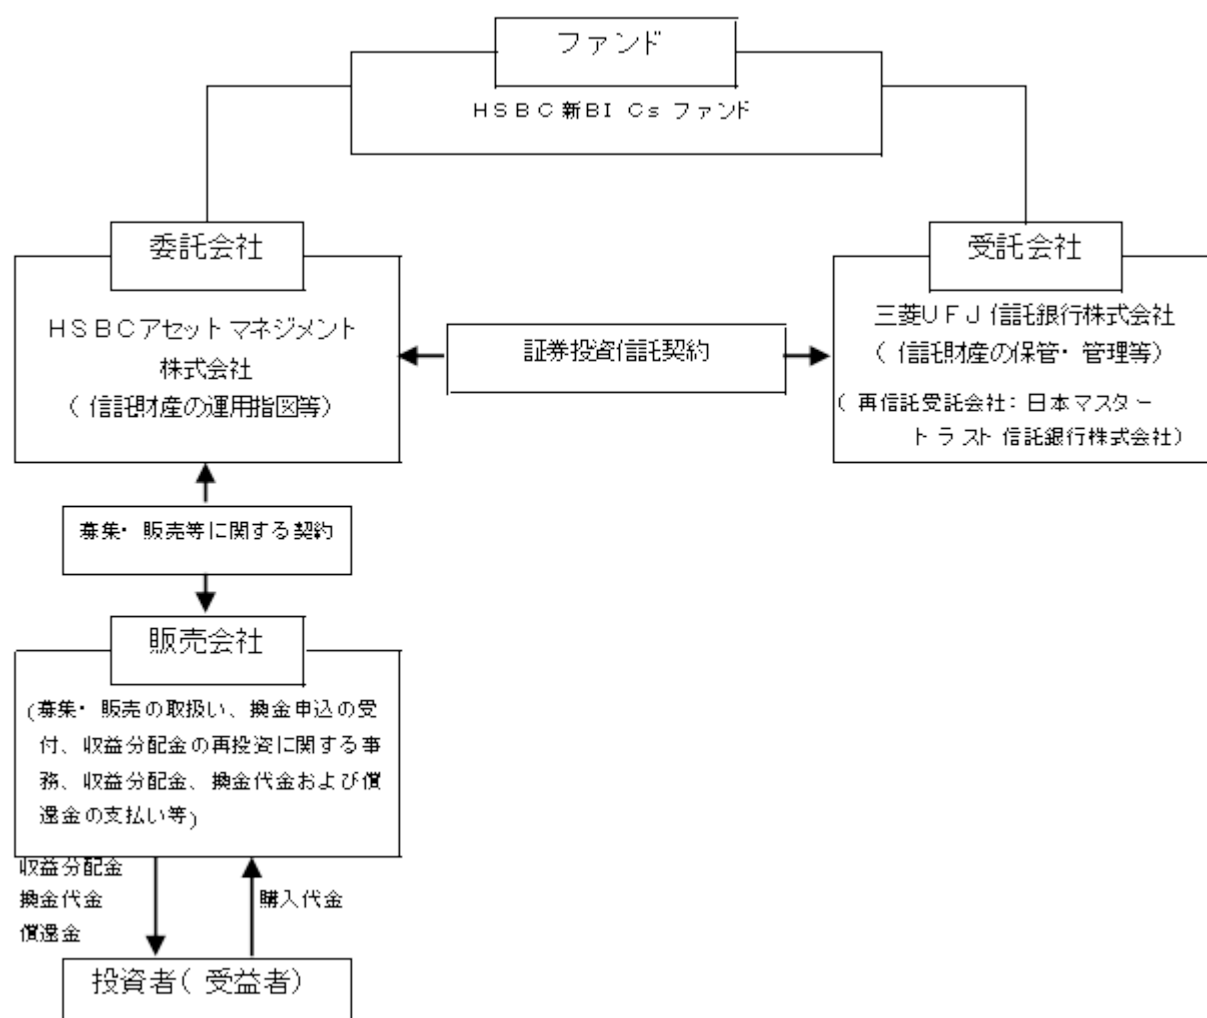 ファンド
HSBC新BICsファンド
委託会社
HSBCアセットマネジメント
株式会社
(信託財産の運用指図等)
証券投資信託契約
受託会社
三菱UFJ信託銀行株式会社
(信託財産の保管・管理等)
(再信託受託会社:日本マスター
トラスト信託銀行株式会社)
募集・販売等に関する契約
販売会社
(募集・販売の取扱い、換金申込の受
付、収益分配金の再投資に関する事
務、収益分配金、換金代金および償
還金の支払い等)
収益分配金
換金代金
償還金
購入代金
投資者(受益者)